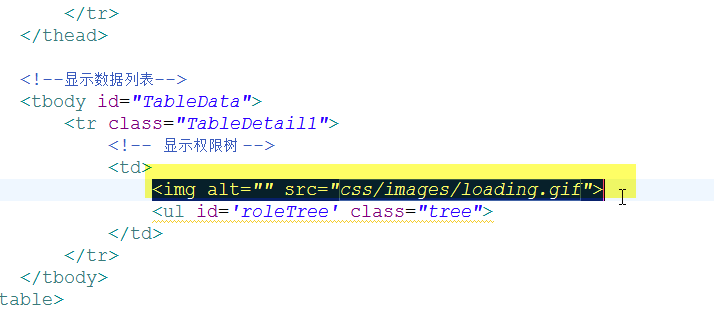 </tr>
</thead>
<!--显示数据列表-->
<tbody id="TableData">
<tr class="TableDetail1">
<!-- 显示权限树 -->
<td>
<img alt="" src="css/images/loading.gif">
<ul id='roleTree' class="tree">
</td>
</tr>
</tbody>
table>